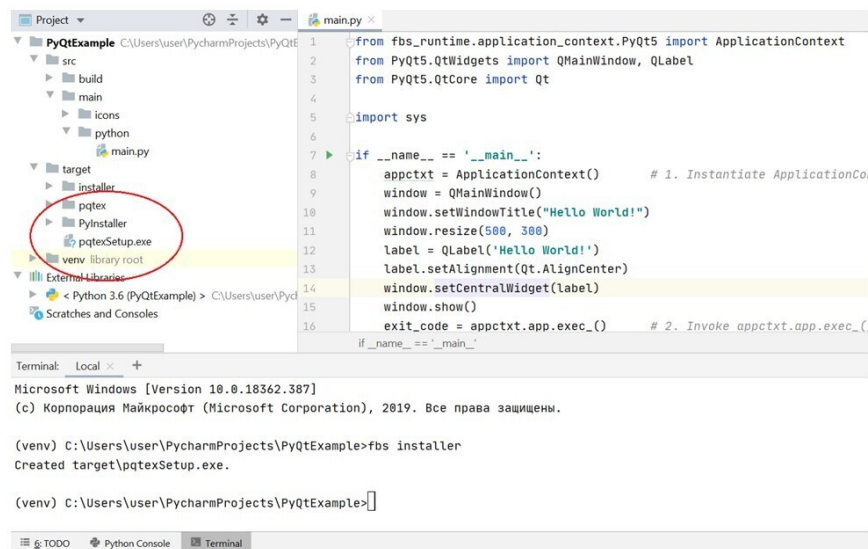 Project
main.py
PyQtExample C:\Users\user\PycharmProjects\PyQtE
src
build
main
icons
python
main.py
target
installer
pqtex
PyInstaller
pqtexSetup.exe
venv library root
External Libraries
< Python 3.6 (PyQtExample) > C:\Users\user\Pych
Scratches and Consoles
1 from fbs_runtime.application_context.PyQt5 import ApplicationContext
2 from PyQt5.QtWidgets import QMainWindow, QLabel
3 from PyQt5.QtCore import Qt
4
5 import sys
6
7 if __name__ == '__main__':
8 appctxt = ApplicationContext() # 1. Instantiate ApplicationCo
9 window = QMainWindow()
10 window.setWindowTitle("Hello World!")
11 window.resize(500, 300)
12 label = QLabel('Hello World!')
13 label.setAlignment(Qt.AlignCenter)
14 window.setCentralWidget(label)
15 window.show()
16 exit_code = appctxt.app.exec_() # 2. Invoke appctxt.app.exec_(
if __name__ == '__main__'
Terminal: Local × +
Microsoft Windows [Version 10.0.18362.387]
(c) Корпорация Майкрософт (Microsoft Corporation), 2019. Все права защищены.
(venv) C:\Users\user\PycharmProjects\PyQtExample>fbs installer
Created target\pqtexSetup.exe.
(venv) C:\Users\user\PycharmProjects\PyQtExample>
6: TODO Python Console Terminal